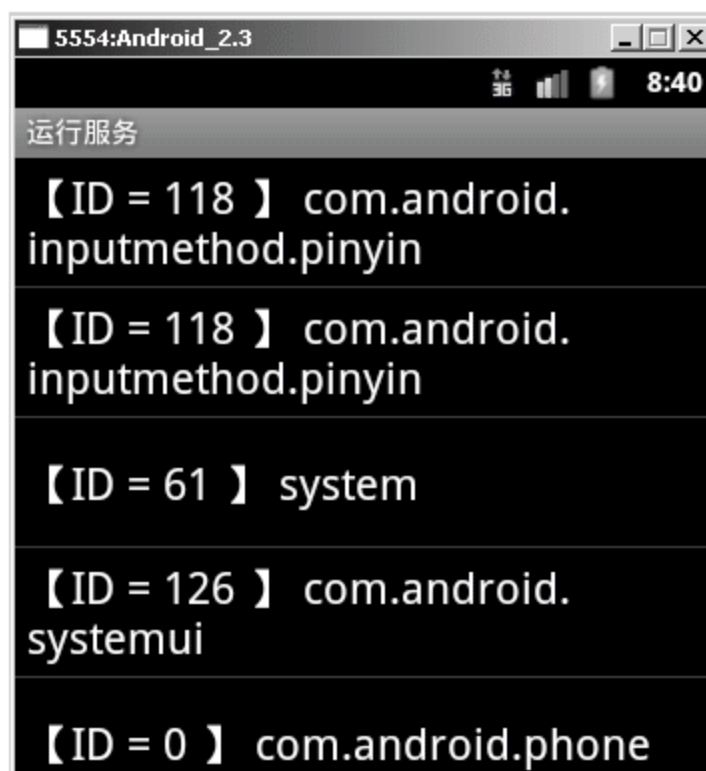 5554:Android_2.3
3G 8:40
运行服务
【ID = 118 】 com.android.
inputmethod.pinyin
【ID = 118 】 com.android.
inputmethod.pinyin
【ID = 61 】 system
【ID = 126 】 com.android.
systemui
【ID = 0 】 com.android.phone